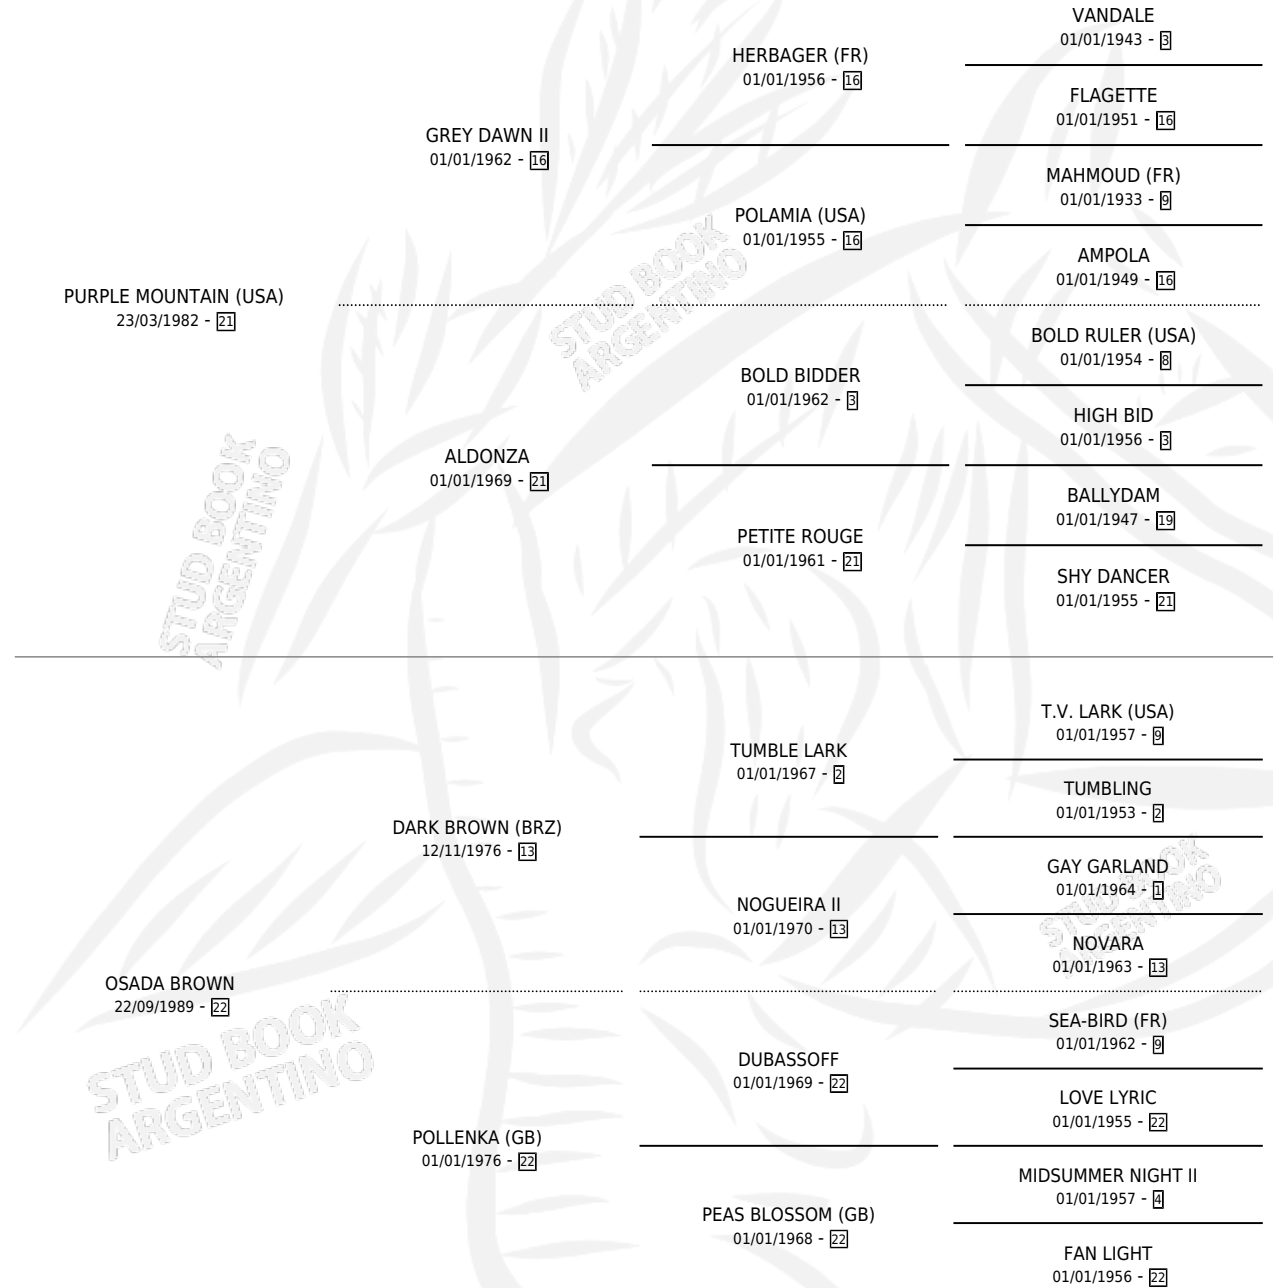 VANDALE
01/01/1943 - 3
HERBAGER (FR)
01/01/1956 - 16
FLAGETTE
01/01/1951 - 16
GREY DAWN II
01/01/1962 - 16
MAHMOUD (FR)
01/01/1933 - 9
POLAMIA (USA)
01/01/1955 - 16
AMPOLA
01/01/1949 - 16
PURPLE MOUNTAIN (USA)
23/03/1982 - 21
BOLD RULER (USA)
01/01/1954 - 8
BOLD BIDDER
01/01/1962 - 3
HIGH BID
01/01/1956 - 3
ALDONZA
01/01/1969 - 21
BALLYDAM
01/01/1947 - 19
PETITE ROUGE
01/01/1961 - 21
SHY DANCER
01/01/1955 - 21
T.V. LARK (USA)
01/01/1957 - 9
TUMBLE LARK
01/01/1967 - 2
TUMBLING
01/01/1953 - 2
DARK BROWN (BRZ)
12/11/1976 - 13
GAY GARLAND
01/01/1964 - 1
NOGUEIRA II
01/01/1970 - 13
NOVARA
01/01/1963 - 13
OSADA BROWN
22/09/1989 - 22
SEA-BIRD (FR)
01/01/1962 - 9
DUBASSOFF
01/01/1969 - 22
LOVE LYRIC
01/01/1955 - 22
POLLENKA (GB)
01/01/1976 - 22
MIDSUMMER NIGHT II
01/01/1957 - 4
PEAS BLOSSOM (GB)
01/01/1968 - 22
FAN LIGHT
01/01/1956 - 22
STUD BOOK
ARGENTINO
STUD BOOK
ARGENTINO
STUD BOOK
ARGENTINO
STUD BOOK
ARGENTINO